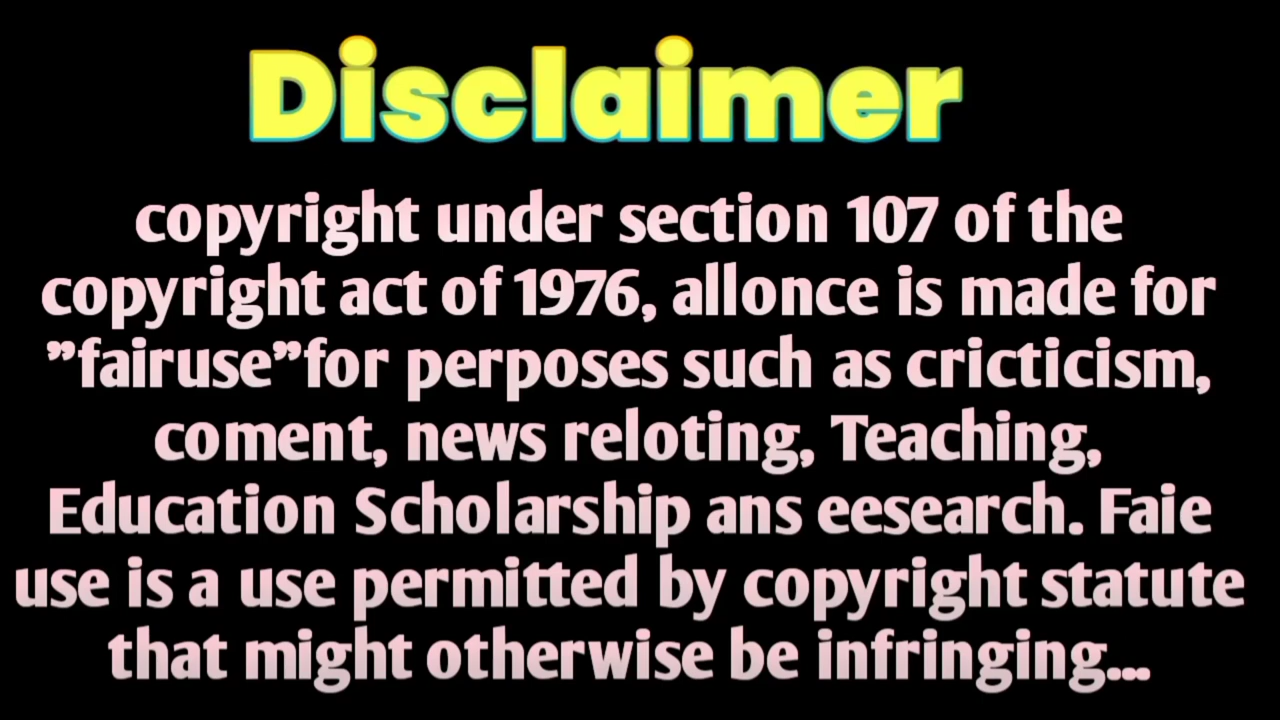 Disclaimer
copyright under section 107 of the
copyright act of 1976, allonce is made for
”fairuse”for perposes such as cricticism,
coment, news reloting, Teaching,
Education Scholarship ans eesearch. Faie
use is a use permitted by copyright statute
that might otherwise be infringing...